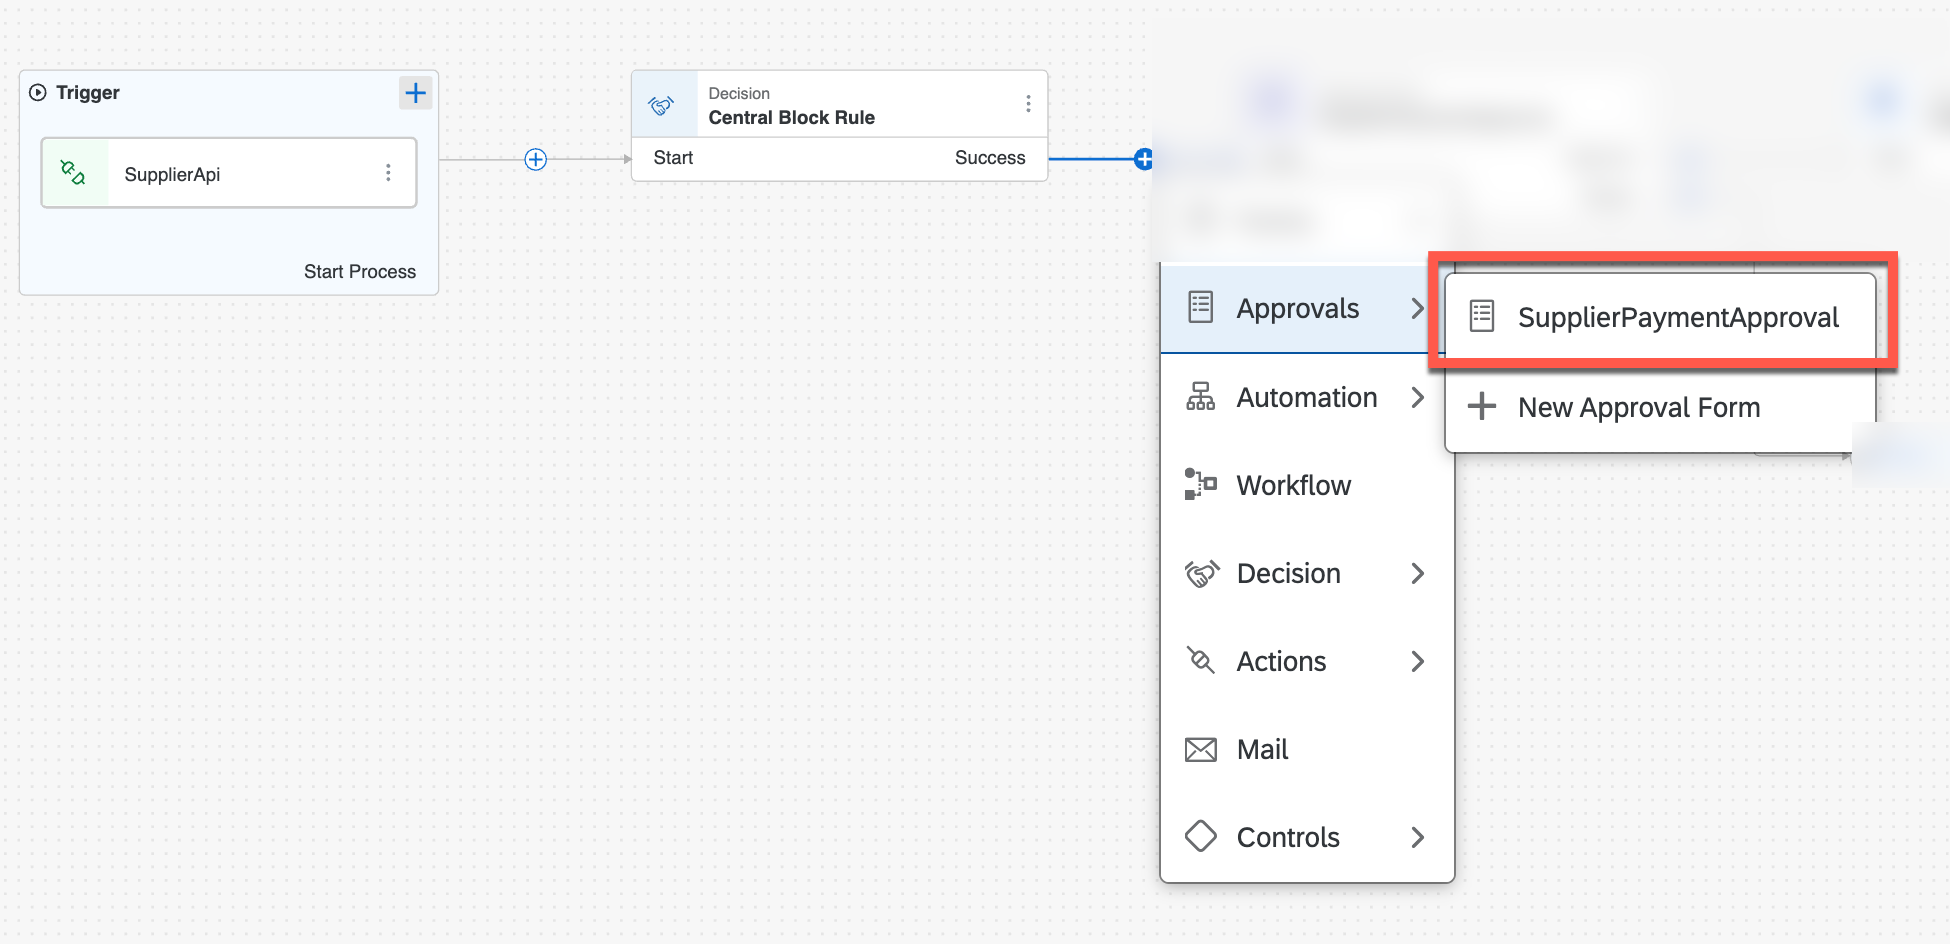 Trigger
SupplierApi
Start Process
Decision
Central Block Rule
Start Success
Approvals
Automation
Workflow
Decision
Actions
Mail
Controls
SupplierPaymentApproval
New Approval Form